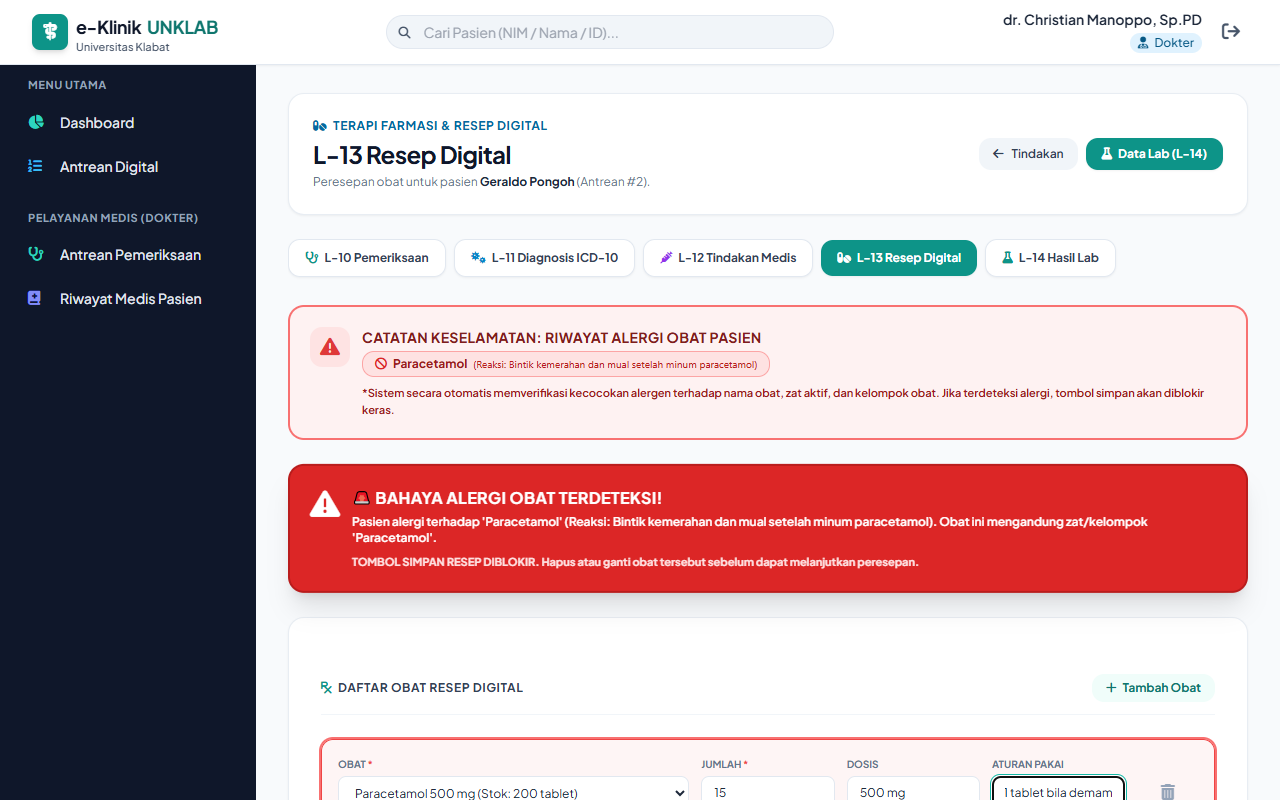 e-Klinik UNKLAB
Universitas Klabat
Cari Pasien (NIM / Nama / ID)...
dr. Christian Manoppo, Sp.PD
Dokter
MENU UTAMA
Dashboard
Antrean Digital
PELAYANAN MEDIS (DOKTER)
Antrean Pemeriksaan
Riwayat Medis Pasien
TERAPI FARMASI & RESEP DIGITAL
L-13 Resep Digital
Peresepan obat untuk pasien Geraldo Pongoh (Antrean #2).
Tindakan
Data Lab (L-14)
L-10 Pemeriksaan
L-11 Diagnosis ICD-10
L-12 Tindakan Medis
L-13 Resep Digital
L-14 Hasil Lab
CATATAN KESELAMATAN: RIWAYAT ALERGI OBAT PASIEN
Paracetamol (Reaksi: Bintik kemerahan dan mual setelah minum paracetamol)
*Sistem secara otomatis memverifikasi kecocokan alergen terhadap nama obat, zat aktif, dan kelompok obat. Jika terdeteksi alergi, tombol simpan akan diblokir
keras.
BAHAYA ALERGI OBAT TERDETEKSI!
Pasien alergi terhadap 'Paracetamol' (Reaksi: Bintik kemerahan dan mual setelah minum paracetamol). Obat ini mengandung zat/kelompok
'Paracetamol'.
TOMBOL SIMPAN RESEP DIBLOKIR. Hapus atau ganti obat tersebut sebelum dapat melanjutkan peresepan.
DAFTAR OBAT RESEP DIGITAL
+ Tambah Obat
OBAT *
JUMLAH *
DOSIS
ATURAN PAKAI
Paracetamol 500 mg (Stok: 200 tablet)
15
500 mg
1 tablet bila demam